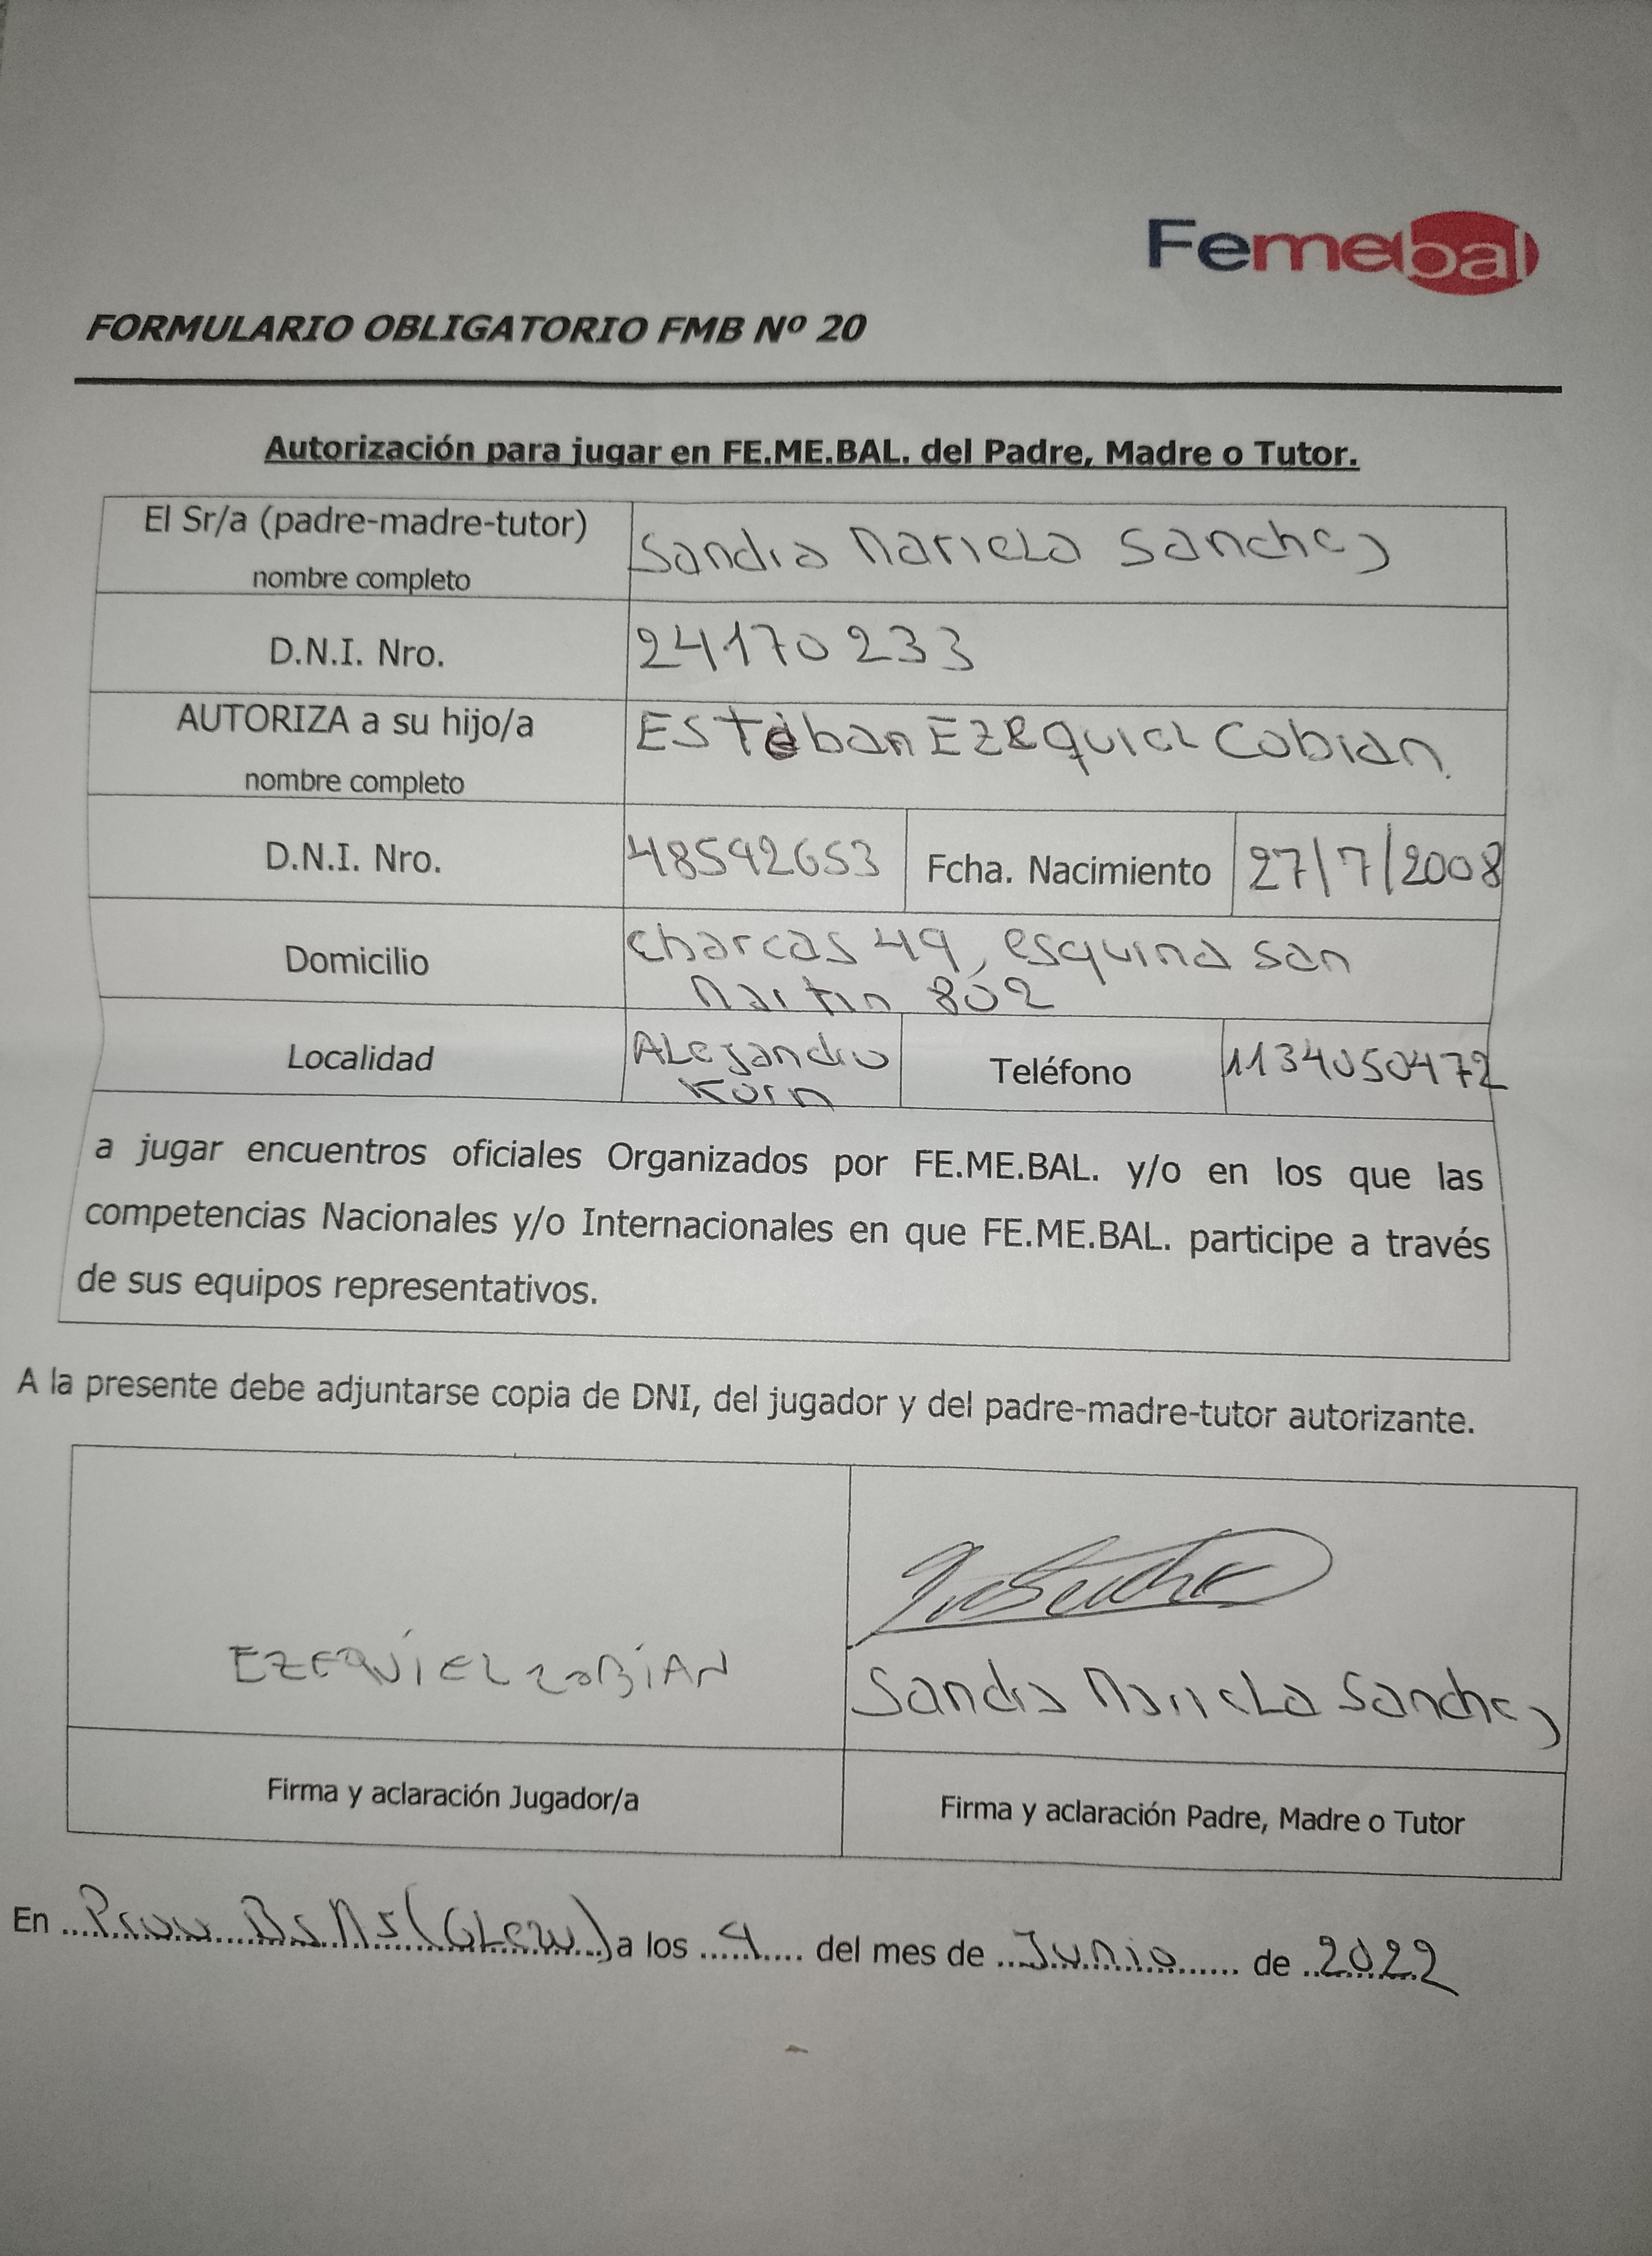 Femebal
FORMULARIO OBLIGATORIO FMB Nº 20
Autorización para jugar en FE.ME.BAL. del Padre, Madre o Tutor.
El Sr/a (padre-madre-tutor)
nombre completo
Sandra Mariela Sanchez
D.N.I. Nro.
24170233
AUTORIZA a su hijo/a
nombre completo
Esteban Ezequiel Cobian
D.N.I. Nro.
48592653
Fcha. Nacimiento
27/7/2008
Domicilio
charcas 49, esquina san
Martin 802
Localidad
Alejandro
Korn
Teléfono
1134050472
a jugar encuentros oficiales Organizados por FE.ME.BAL. y/o en los que las
competencias Nacionales y/o Internacionales en que FE.ME.BAL. participe a través
de sus equipos representativos.
A la presente debe adjuntarse copia de DNI, del jugador y del padre-madre-tutor autorizante.
EZEQUIEL COBIAN
Sandra Mariela Sanchez
Firma y aclaración Jugador/a
Firma y aclaración Padre, Madre o Tutor
En Prov Bs As (Glew) a los 4 del mes de Junio de 2022